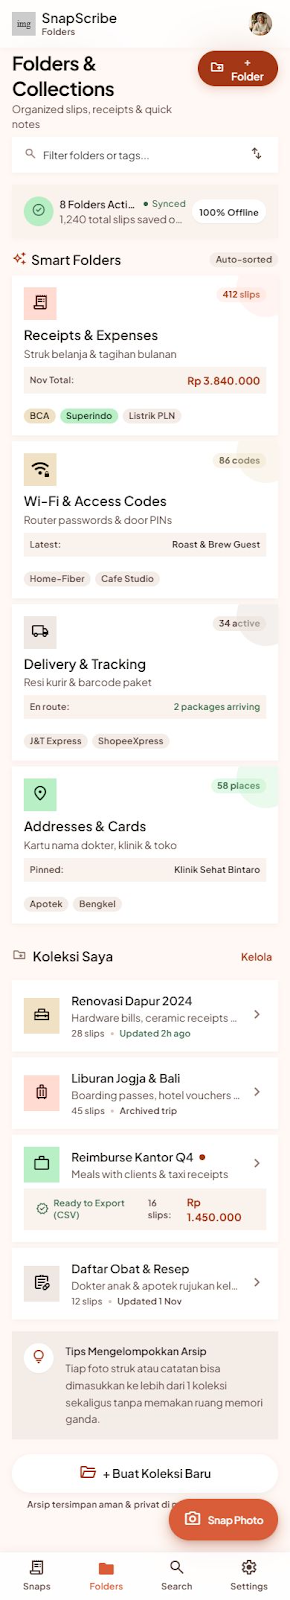 img
SnapScribe
Folders
Folders &
Collections
+
Folder
Organized slips, receipts & quick
notes
Filter folders or tags...
8 Folders Acti... • Synced
1,240 total slips saved o...
100% Offline
Smart Folders
Auto-sorted
412 slips
Receipts & Expenses
Struk belanja & tagihan bulanan
Nov Total: Rp 3.840.000
BCA Superindo Listrik PLN
86 codes
Wi-Fi & Access Codes
Router passwords & door PINs
Latest: Roast & Brew Guest
Home-Fiber Cafe Studio
34 active
Delivery & Tracking
Resi kurir & barcode paket
En route: 2 packages arriving
J&T Express ShopeeXpress
58 places
Addresses & Cards
Kartu nama dokter, klinik & toko
Pinned: Klinik Sehat Bintaro
Apotek Bengkel
Koleksi Saya
Kelola
Renovasi Dapur 2024
Hardware bills, ceramic receipts ...
28 slips • Updated 2h ago
Liburan Jogja & Bali
Boarding passes, hotel vouchers ...
45 slips • Archived trip
Reimburse Kantor Q4
Meals with clients & taxi receipts
Ready to Export
(CSV)
16
slips:
Rp
1.450.000
Daftar Obat & Resep
Dokter anak & apotek rujukan kel...
12 slips • Updated 1 Nov
Tips Mengelompokkan Arsip
Tiap foto struk atau catatan bisa
dimasukkan ke lebih dari 1 koleksi
sekaligus tanpa memakan ruang memori
ganda.
+ Buat Koleksi Baru
Arsip tersimpan aman & privat di
Snap Photo
Snaps
Folders
Search
Settings